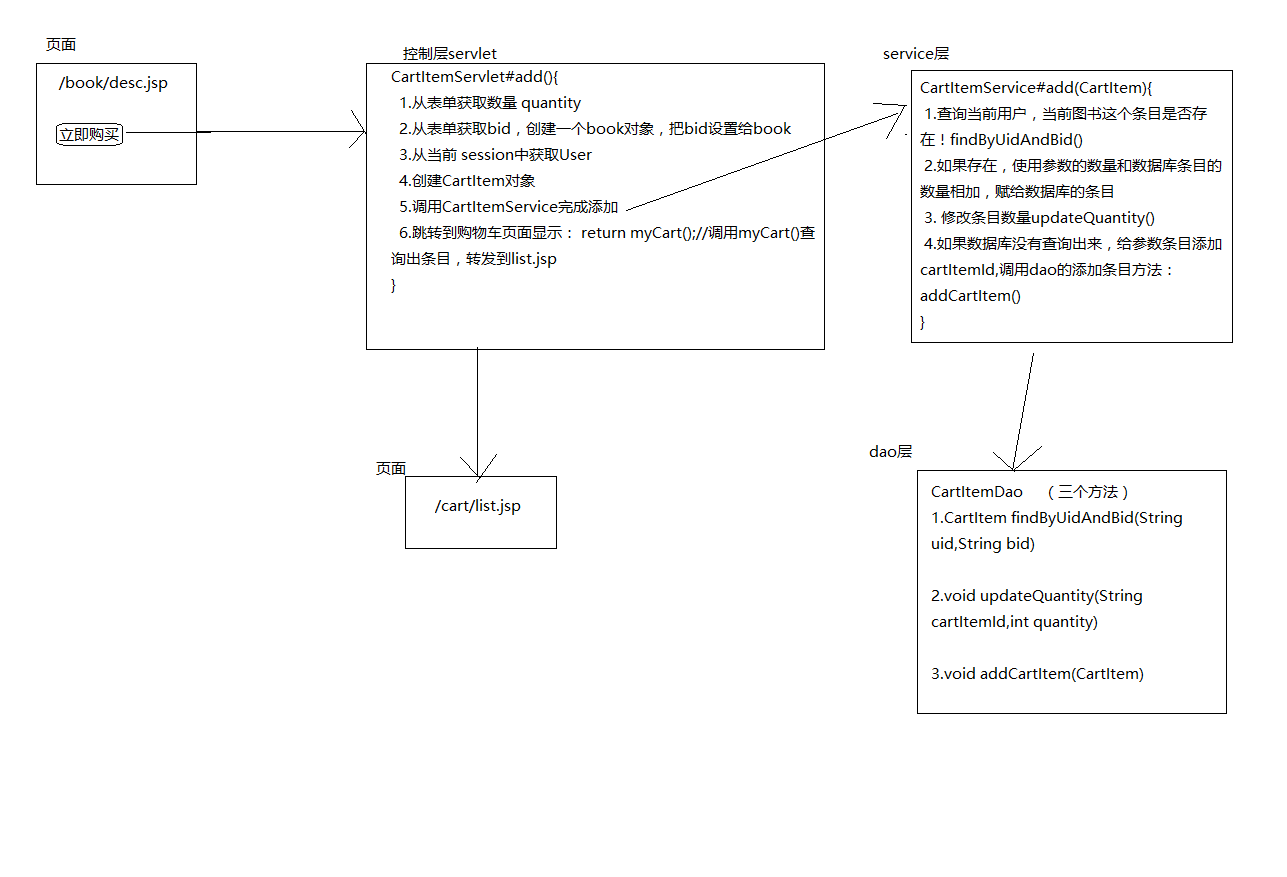 页面
/book/desc.jsp
立即购买
控制层servlet
CartItemServlet#add(){
1.从表单获取数量 quantity
2.从表单获取bid，创建一个book对象，把bid设置给book
3.从当前 session中获取User
4.创建CartItem对象
5.调用CartItemService完成添加
6.跳转到购物车页面显示： return myCart();//调用myCart()查
询出条目，转发到list.jsp
}
service层
CartItemService#add(CartItem){
1.查询当前用户，当前图书这个条目是否存
在！findByUidAndBid()
2.如果存在，使用参数的数量和数据库条目的
数量相加，赋给数据库的条目
3. 修改条目数量updateQuantity()
4.如果数据库没有查询出来，给参数条目添加
cartItemId,调用dao的添加条目方法：
addCartItem()
}
页面
/cart/list.jsp
dao层
CartItemDao （三个方法）
1.CartItem findByUidAndBid(String
uid,String bid)
2.void updateQuantity(String
cartItemId,int quantity)
3.void addCartItem(CartItem)